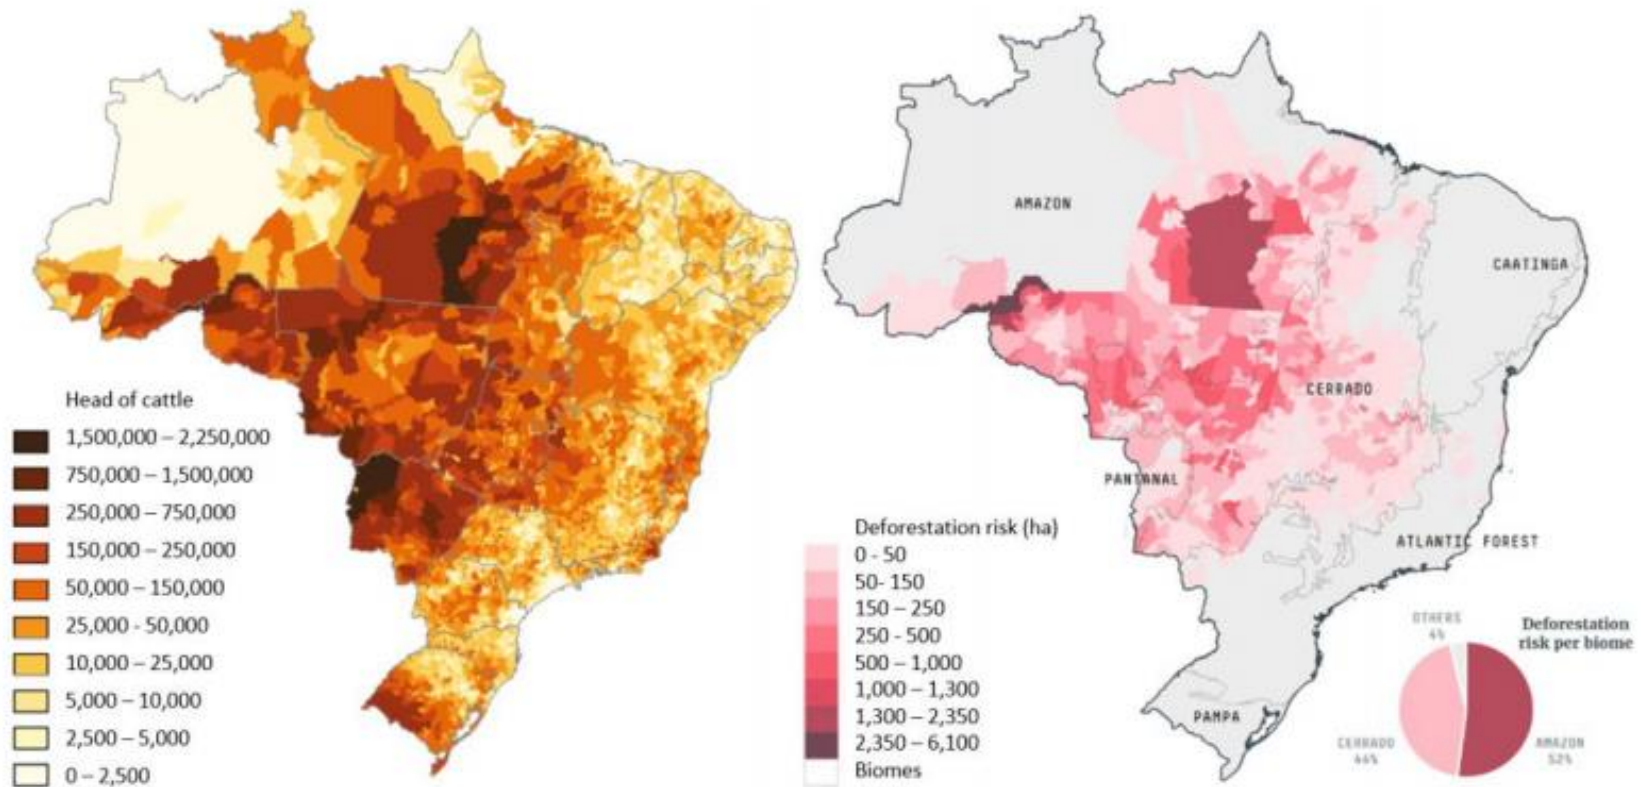 Head of cattle
1,500,000 – 2,250,000
750,000 – 1,500,000
250,000 – 750,000
150,000 – 250,000
50,000 – 150,000
25,000 - 50,000
10,000 – 25,000
5,000 – 10,000
2,500 – 5,000
0 – 2,500
AMAZON
CAATINGA
CERRADO
PANTANAL
ATLANTIC FOREST
PAMPA
Deforestation risk (ha)
0 - 50
50- 150
150 – 250
250 - 500
500 – 1,000
1,000 – 1,300
1,300 – 2,350
2,350 – 6,100
Biomes
Deforestation
risk per biome
OTHERS
4%
CERRADO
44%
AMAZON
52%